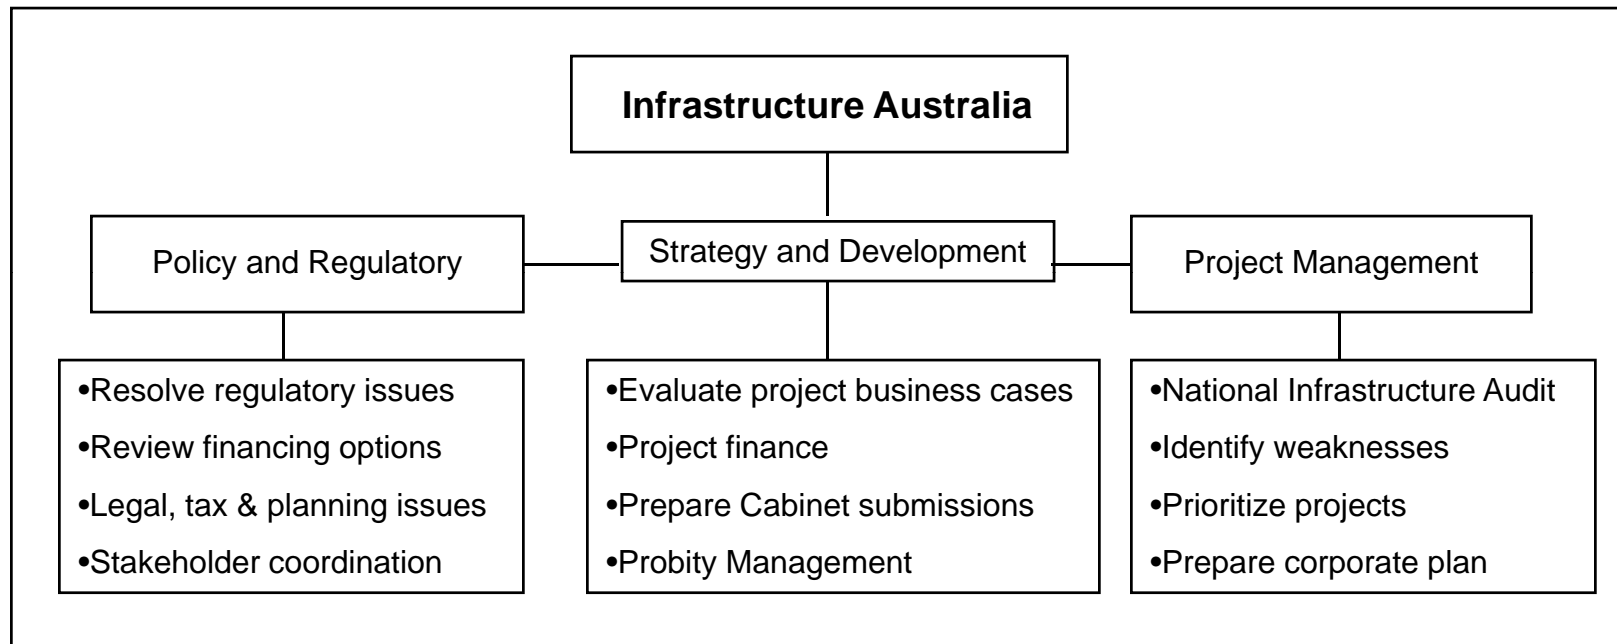 Infrastructure Australia
Policy and Regulatory
Strategy and Development
Project Management
•Resolve regulatory issues
•Review financing options
•Legal, tax & planning issues
•Stakeholder coordination
•Evaluate project business cases
•Project finance
•Prepare Cabinet submissions
•Probity Management
•National Infrastructure Audit
•Identify weaknesses
•Prioritize projects
•Prepare corporate plan